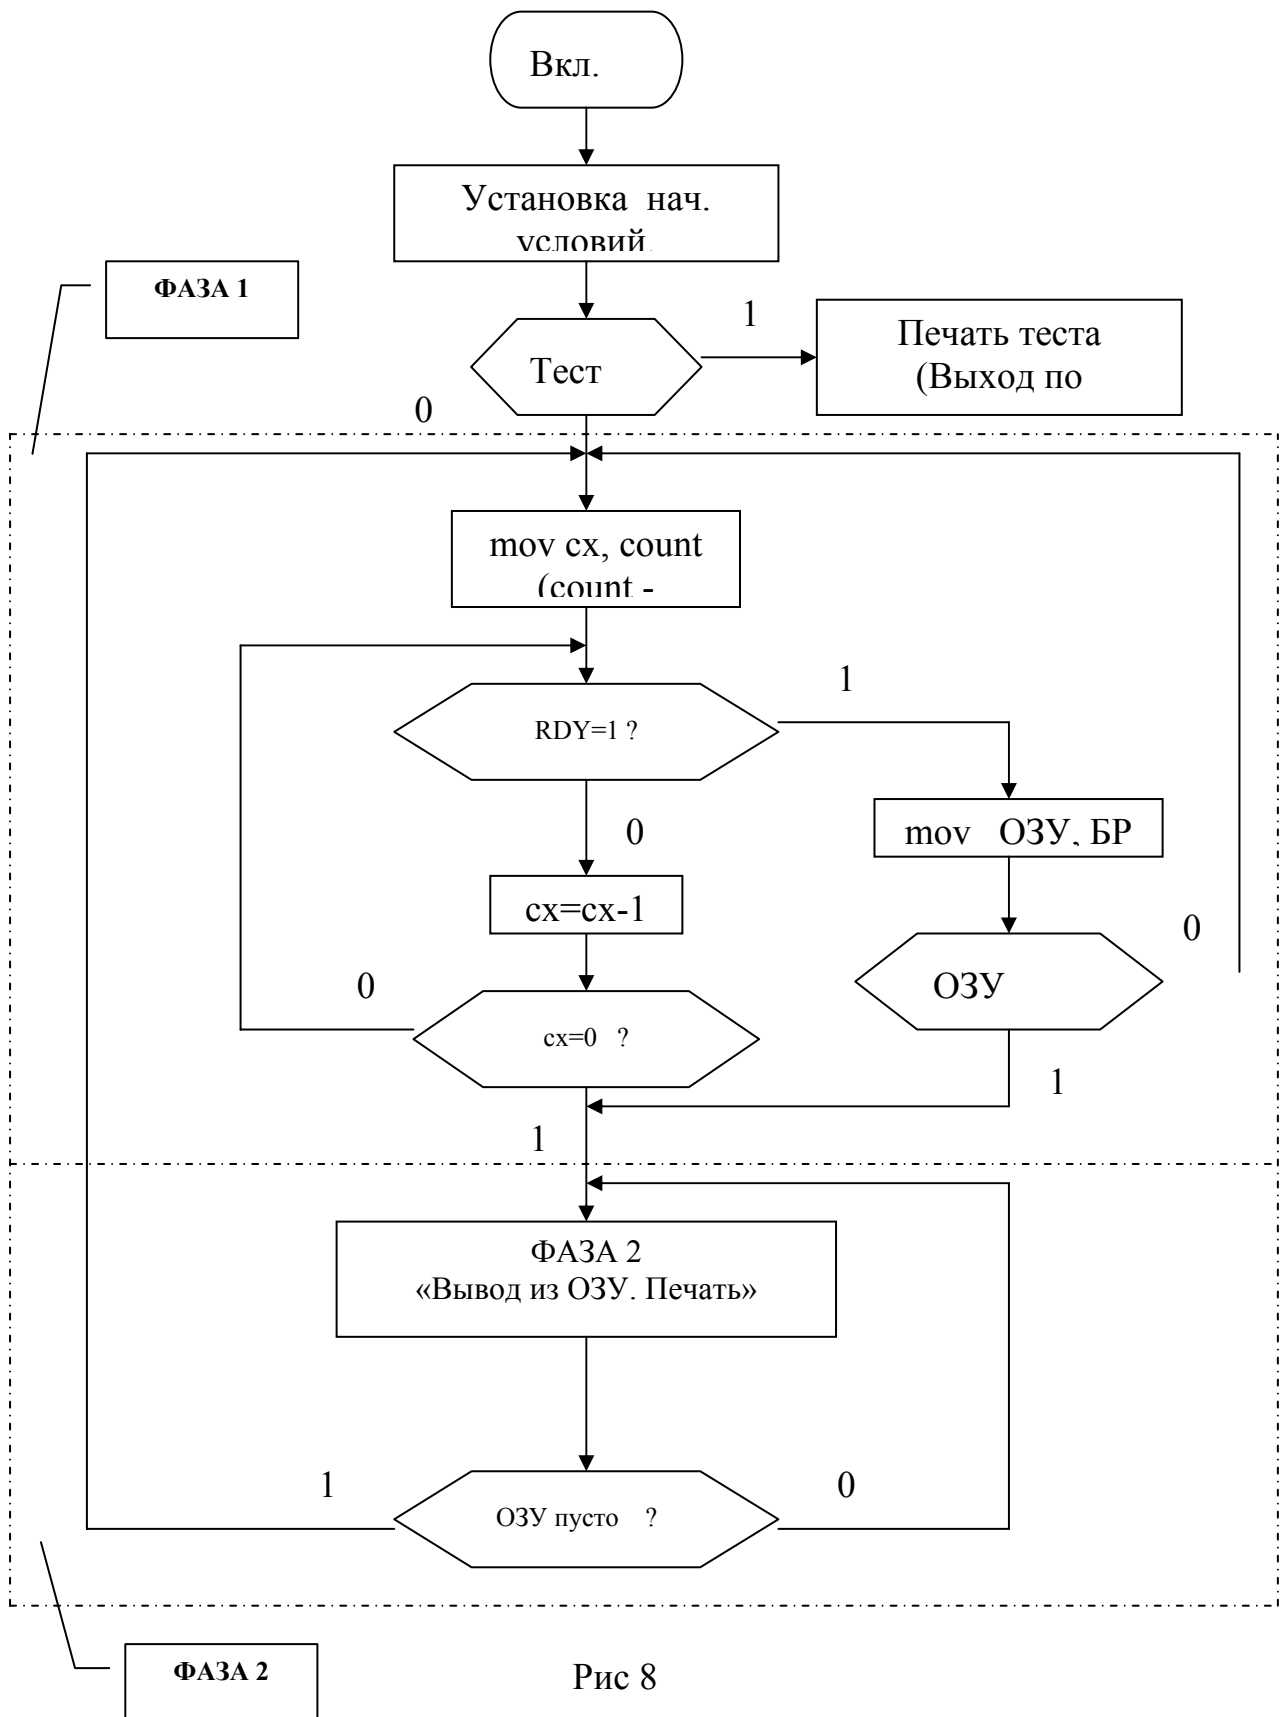 Вкл.
Установка нач.
условий.
ФАЗА 1
1
Печать теста
(Выход по
Тест
0
mov cx, count
(count -
1
RDY=1 ?
0
mov ОЗУ, БР
cx=cx-1
0
0
ОЗУ
cx=0 ?
1
1
ФАЗА 2
«Вывод из ОЗУ. Печать»
1
0
ОЗУ пусто ?
ФАЗА 2
Рис 8